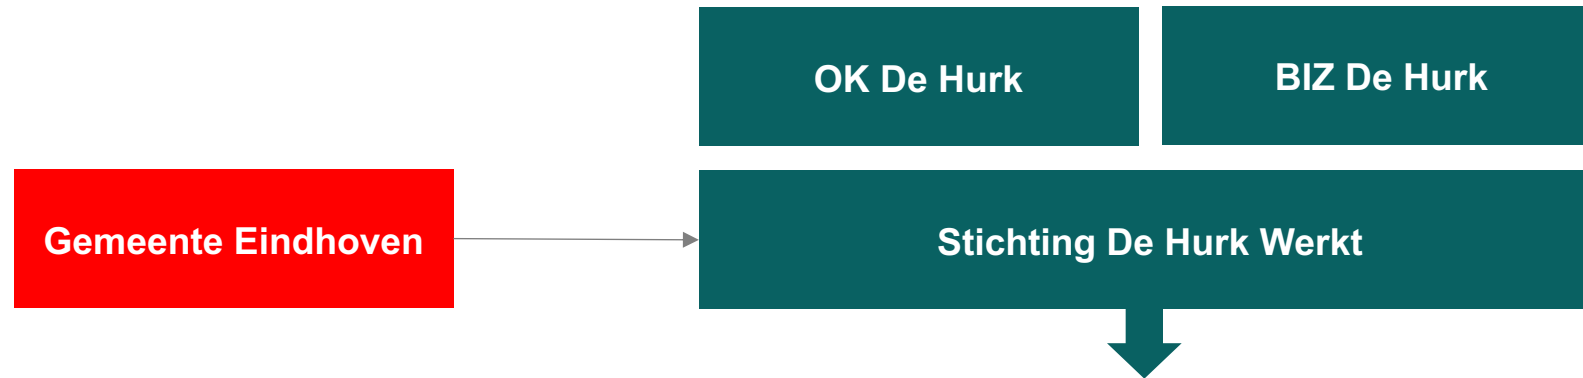 OK De Hurk
BIZ De Hurk
Gemeente Eindhoven
Stichting De Hurk Werkt